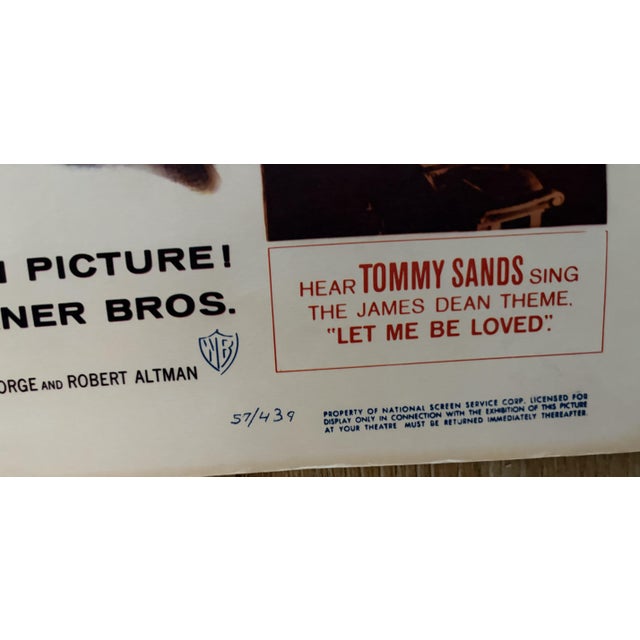 PICTURE!
NER BROS.
ORGE AND ROBERT ALTMAN
WB
HEAR TOMMY SANDS SING
THE JAMES DEAN THEME,
"LET ME BE LOVED".
57/439
PROPERTY OF NATIONAL SCREEN SERVICE CORP. LICENSED FOR
DISPLAY ONLY IN CONNECTION WITH THE EXHIBITION OF THIS PICTURE
AT YOUR THEATRE. MUST BE RETURNED IMMEDIATELY THEREAFTER.